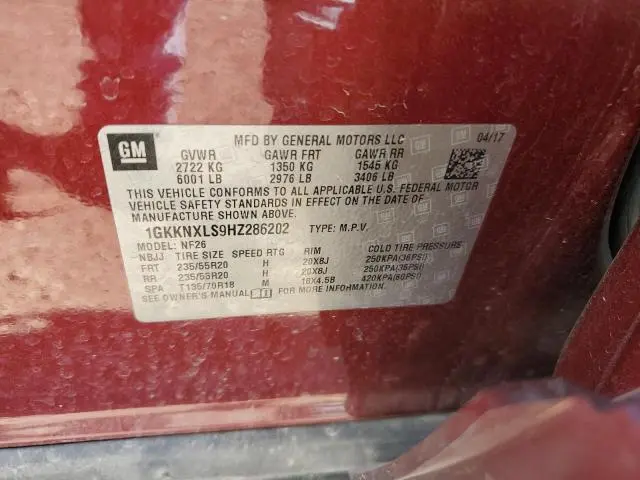 GM
MFD BY GENERAL MOTORS LLC 04/17
GVWR GAWR FRT GAWR RR
2722 KG 1350 KG 1545 KG
6001 LB 2976 LB 3406 LB
THIS VEHICLE CONFORMS TO ALL APPLICABLE U.S. FEDERAL MOTOR
VEHICLE SAFETY STANDARDS IN EFFECT ON THE DATE OF
MANUFACTURE SHOWN ABOVE.
1GKKNXLS9HZ286202 TYPE: M.P.V.
MODEL: NF26
NBJJ TIRE SIZE SPEED RTG RIM COLD TIRE PRESSURE
FRT 235/55R20 H 20X8J 250KPA(36PSI)
RR 235/55R20 H 20X8J 250KPA(36PSI)
SPA T135/70R18 M 18X4.5B 420KPA(60PSI)
SEE OWNER'S MANUAL FOR MORE INFORMATION.